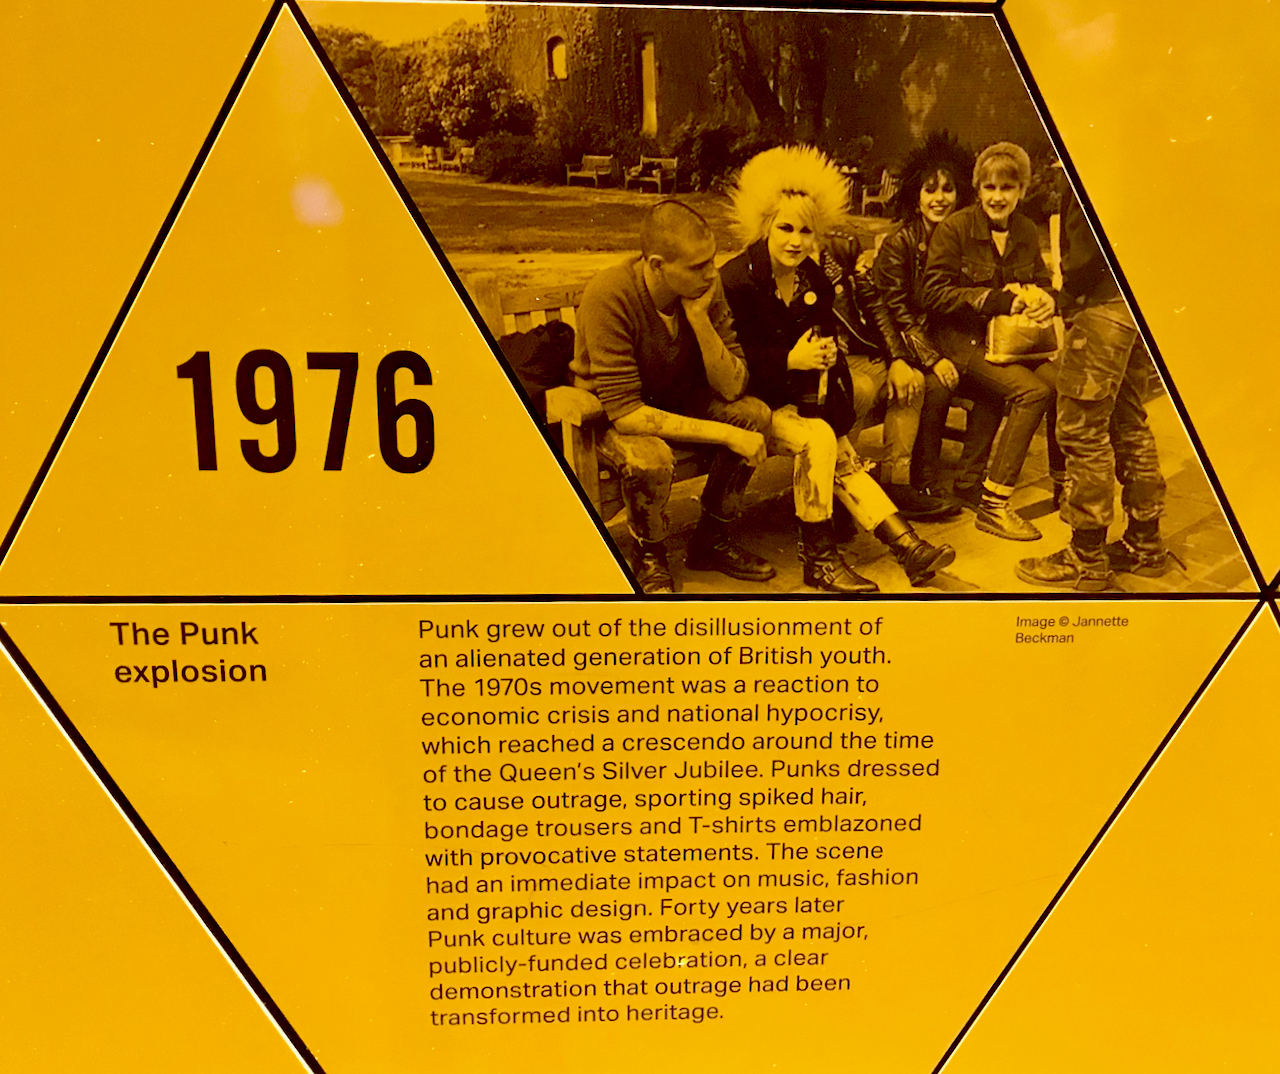 1976
The Punk
explosion
Punk grew out of the disillusionment of
an alienated generation of British youth.
The 1970s movement was a reaction to
economic crisis and national hypocrisy,
which reached a crescendo around the time
of the Queen's Silver Jubilee. Punks dressed
to cause outrage, sporting spiked hair,
bondage trousers and T-shirts emblazoned
with provocative statements. The scene
had an immediate impact on music, fashion
and graphic design. Forty years later
Punk culture was embraced by a major,
publicly-funded celebration, a clear
demonstration that outrage had been
transformed into heritage.
Image © Jannette
Beckman